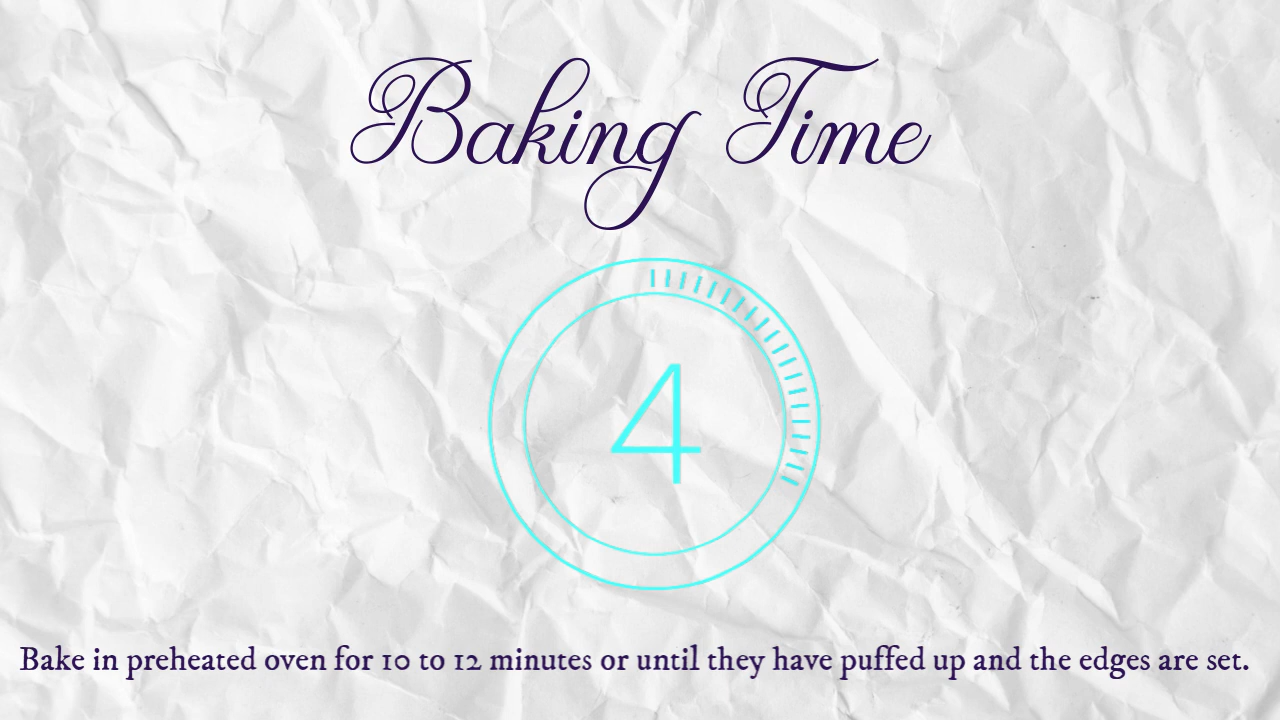 Baking Time
4
Bake in preheated oven for 10 to 12 minutes or until they have puffed up and the edges are set.